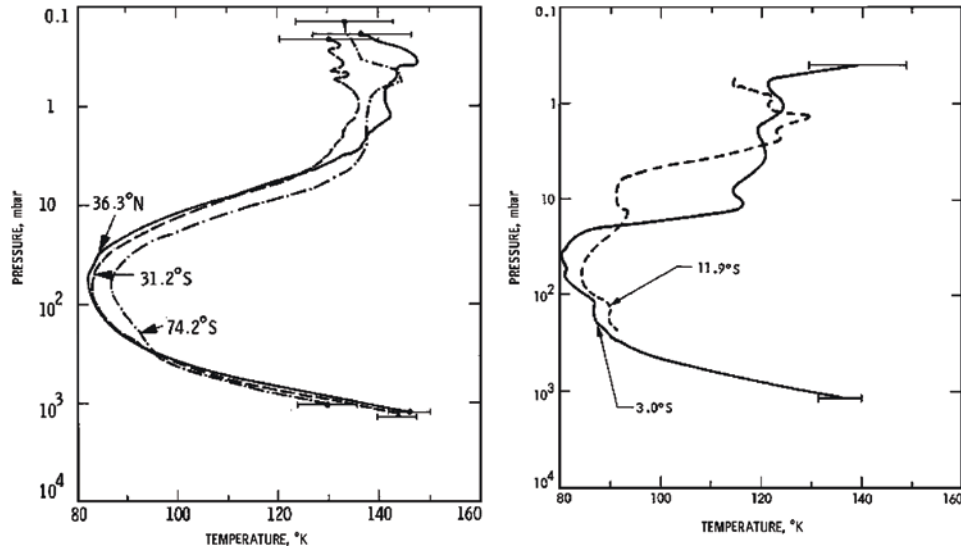 0.1
1
10
10²
10³
10⁴
PRESSURE, mbar
36.3°N
31.2°S
74.2°S
80
100
120
140
160
TEMPERATURE, °K
0.1
1
10
10²
10³
10⁴
PRESSURE, mbar
11.9°S
3.0°S
80
100
120
140
160
TEMPERATURE, °K